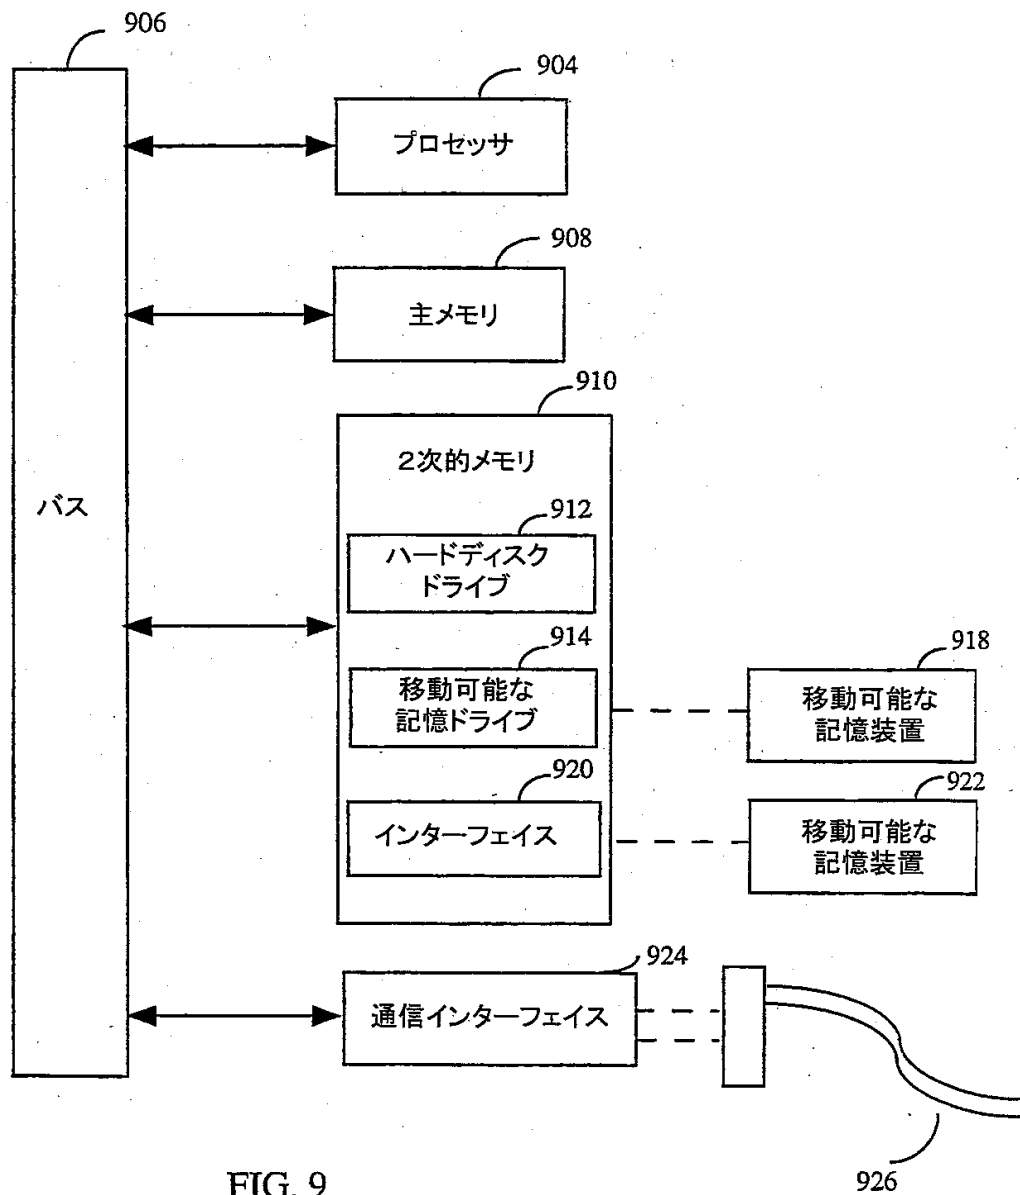 906
904
プロセッサ
908
主メモリ
910
２次的メモリ
バス
912
ハードディスク
ドライブ
914
移動可能な
記憶ドライブ
918
移動可能な
記憶装置
920
インターフェイス
922
移動可能な
記憶装置
924
通信インターフェイス
926
FIG. 9